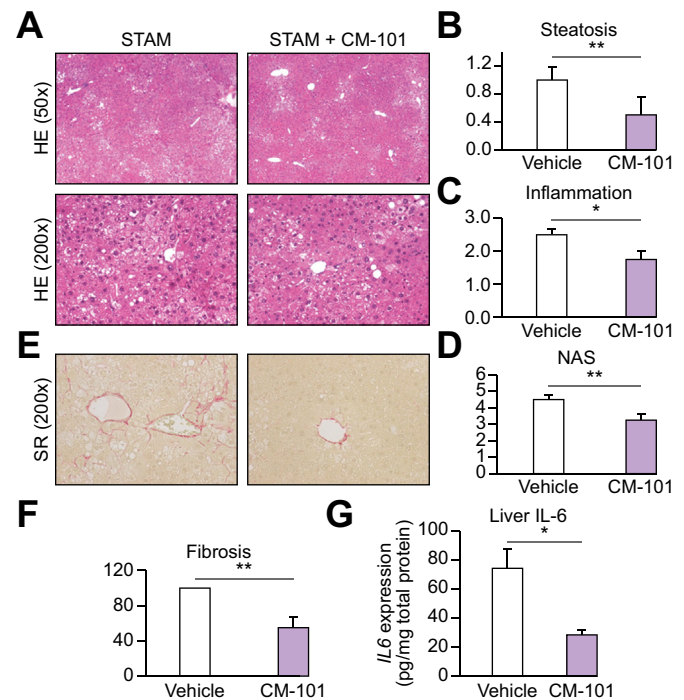 A
STAM
STAM + CM-101
HE (50x)
HE (200x)
B
Steatosis
**
1.2
0.8
0.4
0.0
Vehicle
CM-101
C
Inflammation
*
3.0
2.0
1.0
0.0
Vehicle
CM-101
D
NAS
**
6
5
4
3
2
1
0
Vehicle
CM-101
E
SR (200x)
F
Fibrosis
**
120
80
40
0
Vehicle
CM-101
G
Liver IL-6
*
IL6 expression
(pg/mg total protein)
100
80
60
40
20
0
Vehicle
CM-101